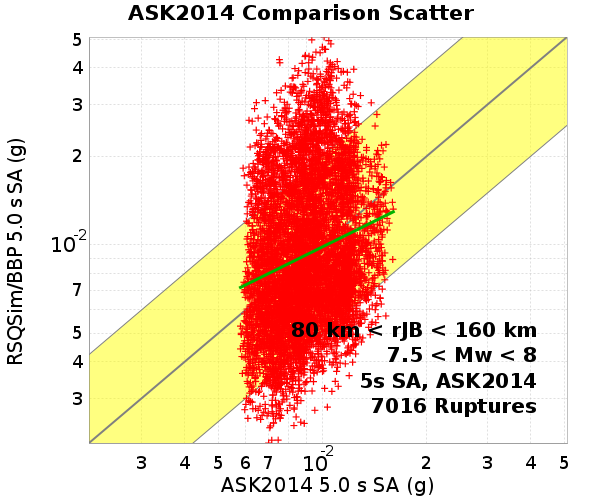 ASK2014 Comparison Scatter
RSQSim/BBP 5.0 s SA (g)
5
4
3
2
10-2
7
5
4
3
80 km < rJB < 160 km
7.5 < Mw < 8
5s SA, ASK2014
7016 Ruptures
3 4 5 6 7 10-2 2 3 4 5
ASK2014 5.0 s SA (g)